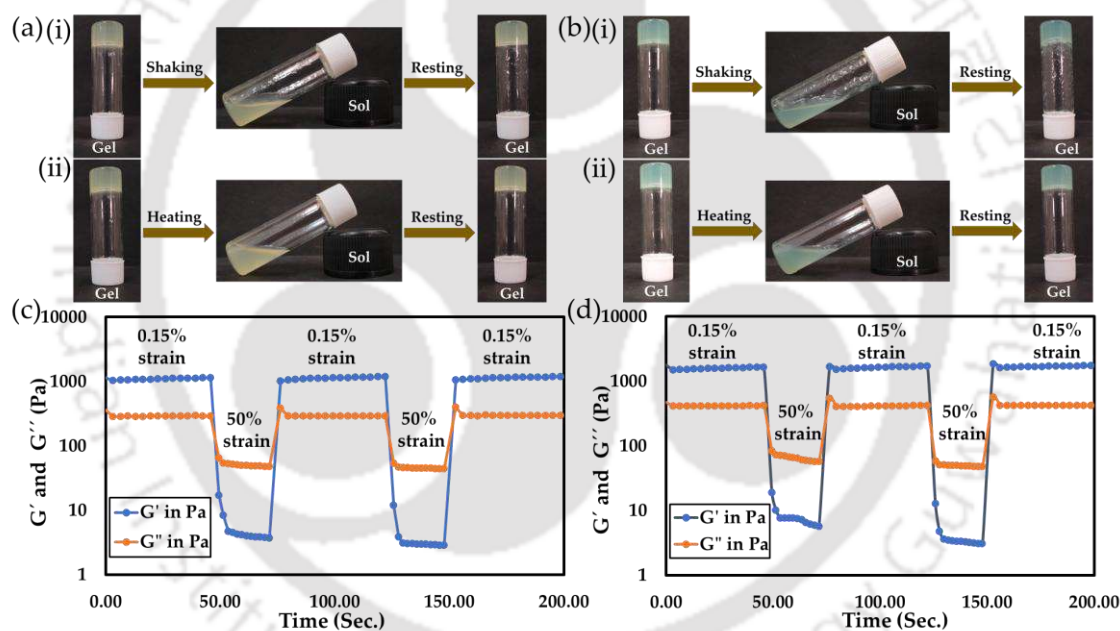 (a)(i)
Shaking
Resting
Sol
Gel
Gel
(ii)
Heating
Resting
Sol
Gel
Gel
(b)(i)
Shaking
Resting
Sol
Gel
Gel
(ii)
Heating
Resting
Sol
Gel
Gel
(c)
10000
1000
100
10
1
G′ and G′′ (Pa)
0.15%
strain
0.15%
strain
0.15%
strain
50%
strain
50%
strain
G' in Pa
G" in Pa
0.00 50.00 100.00 150.00 200.00
Time (Sec.)
(d)
10000
1000
100
10
1
G′ and G′′ (Pa)
0.15%
strain
0.15%
strain
0.15%
strain
50%
strain
50%
strain
G' in Pa
G" in Pa
0.00 50.00 100.00 150.00 200.00
Time (Sec.)